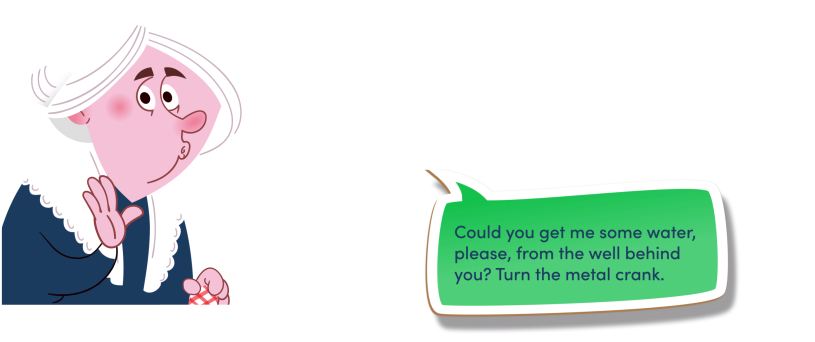 Could you get me some water,
please, from the well behind
you? Turn the metal crank.